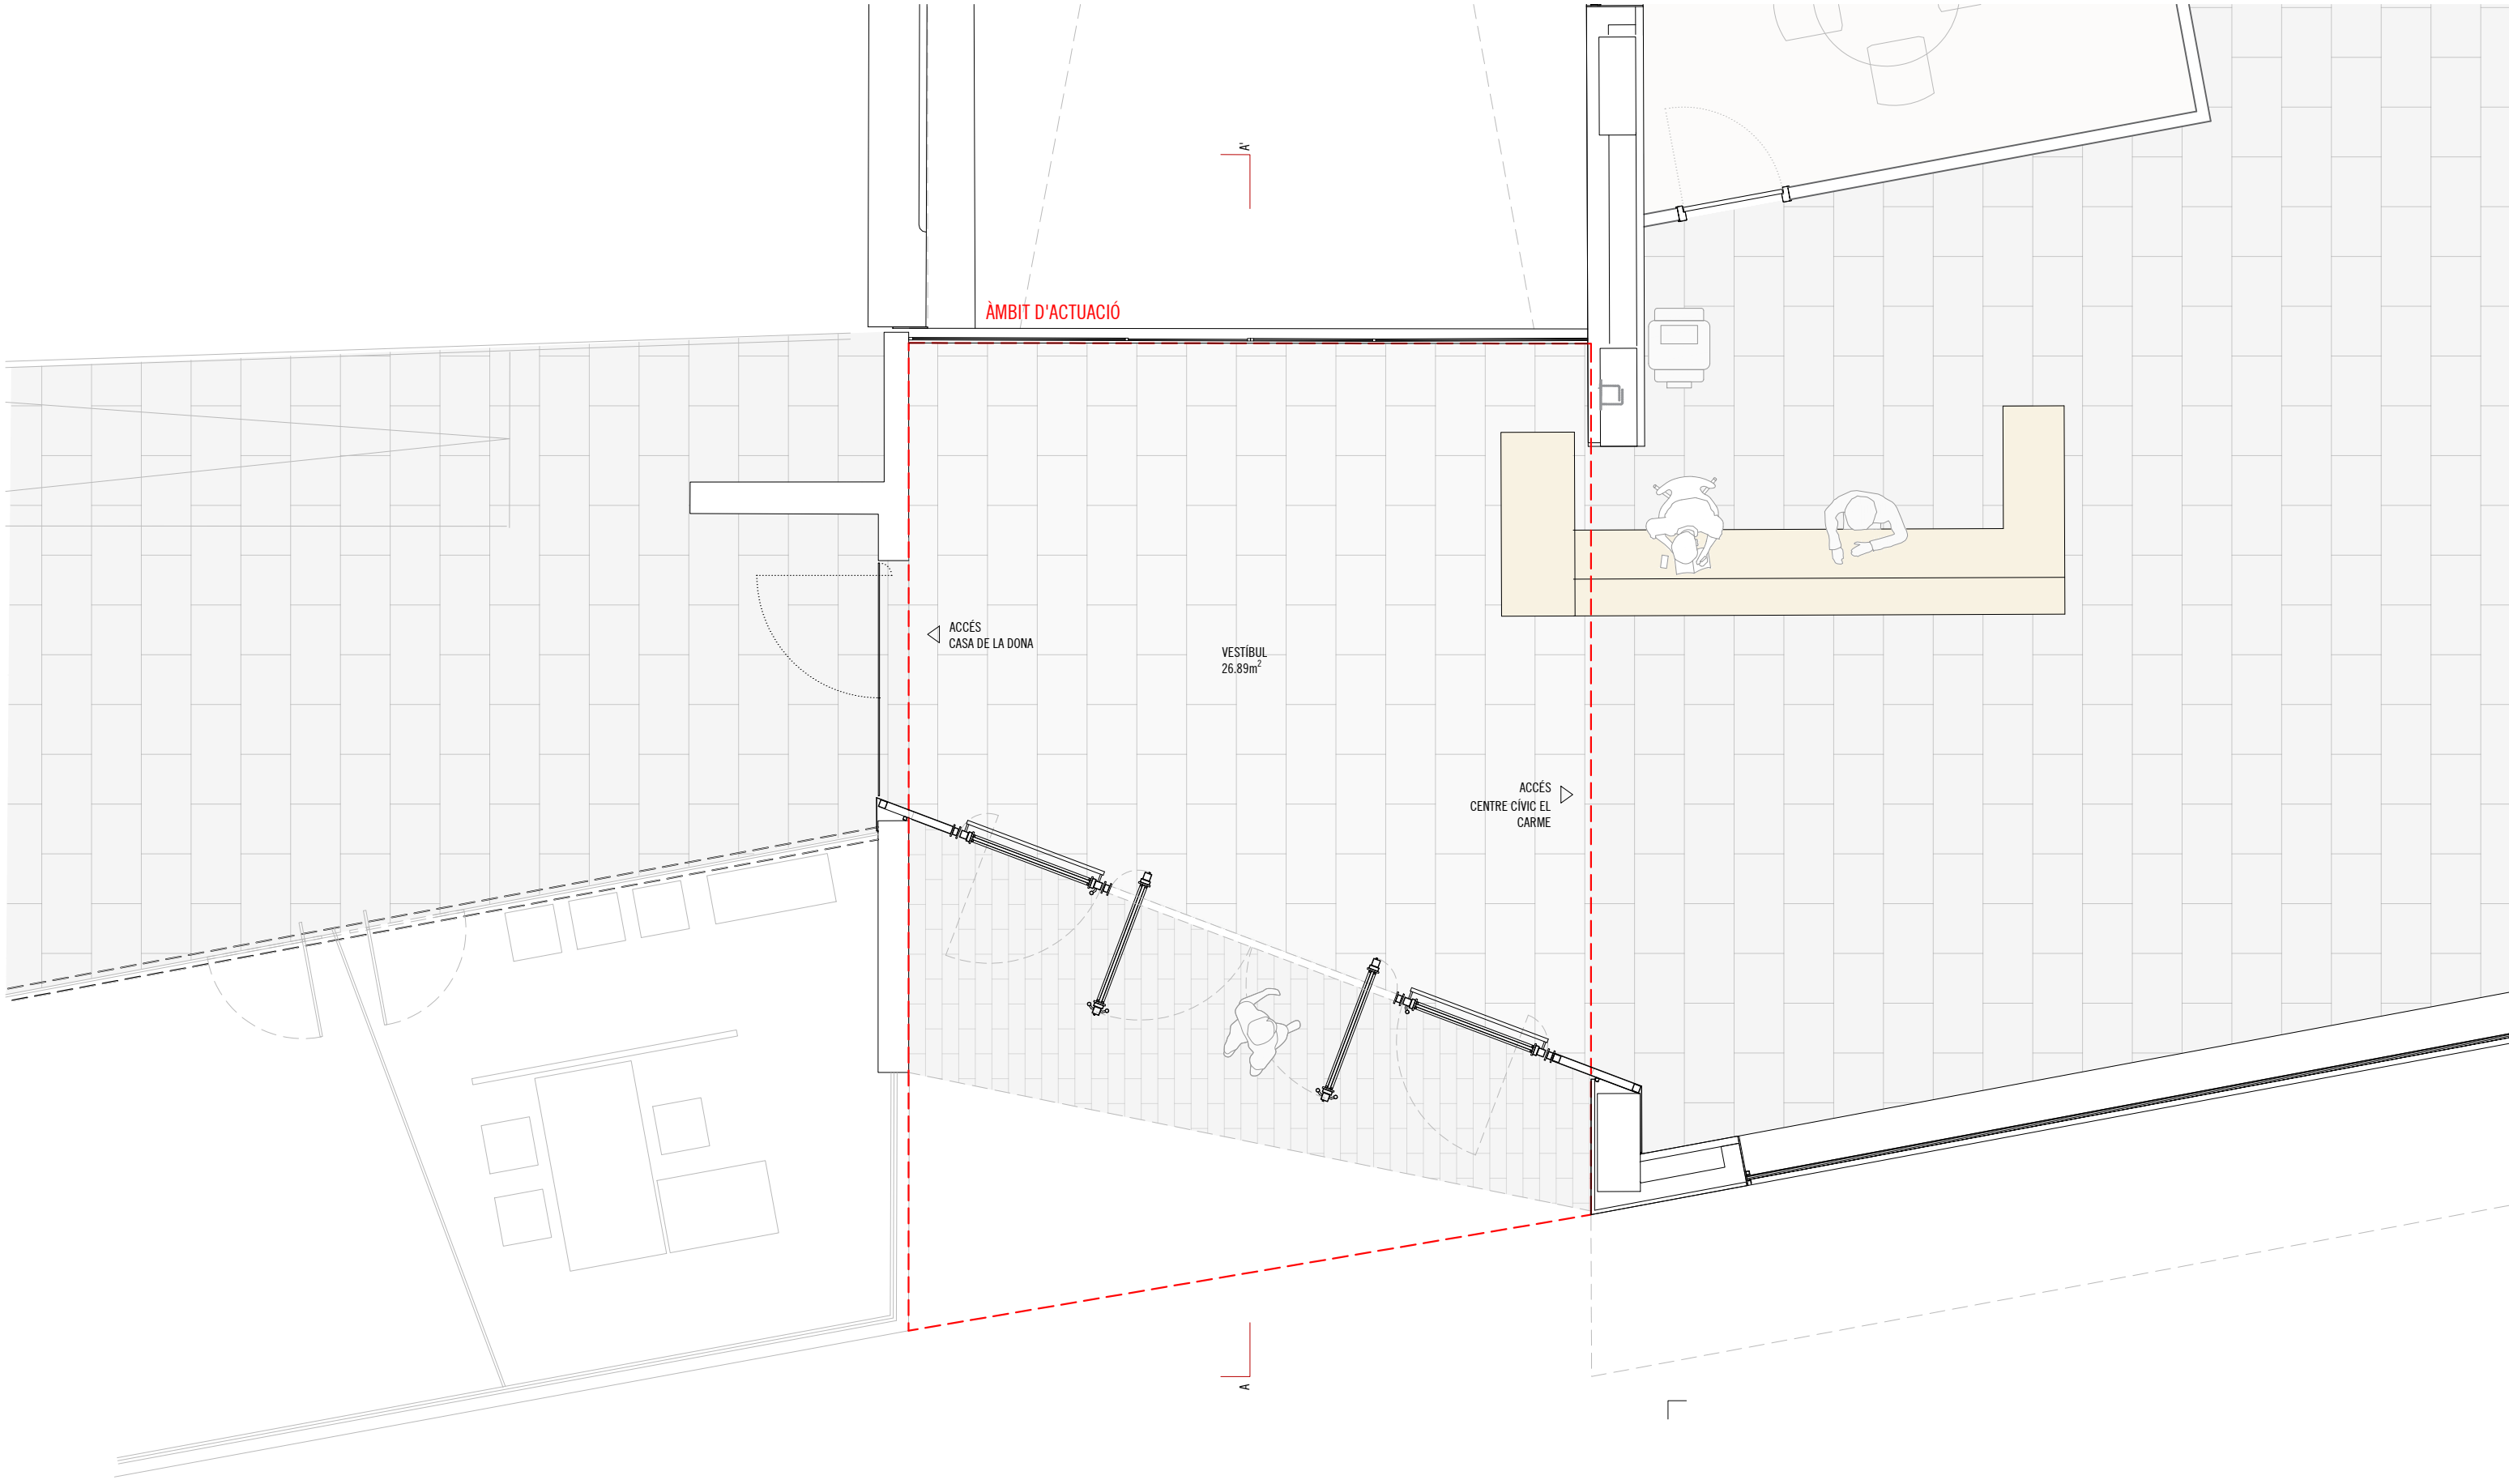 A'
ÀMBIT D'ACTUACIÓ
ACCÉS
CASA DE LA DONA
VESTÍBUL
26.89m²
ACCÉS
CENTRE CÍVIC EL
CARME
A